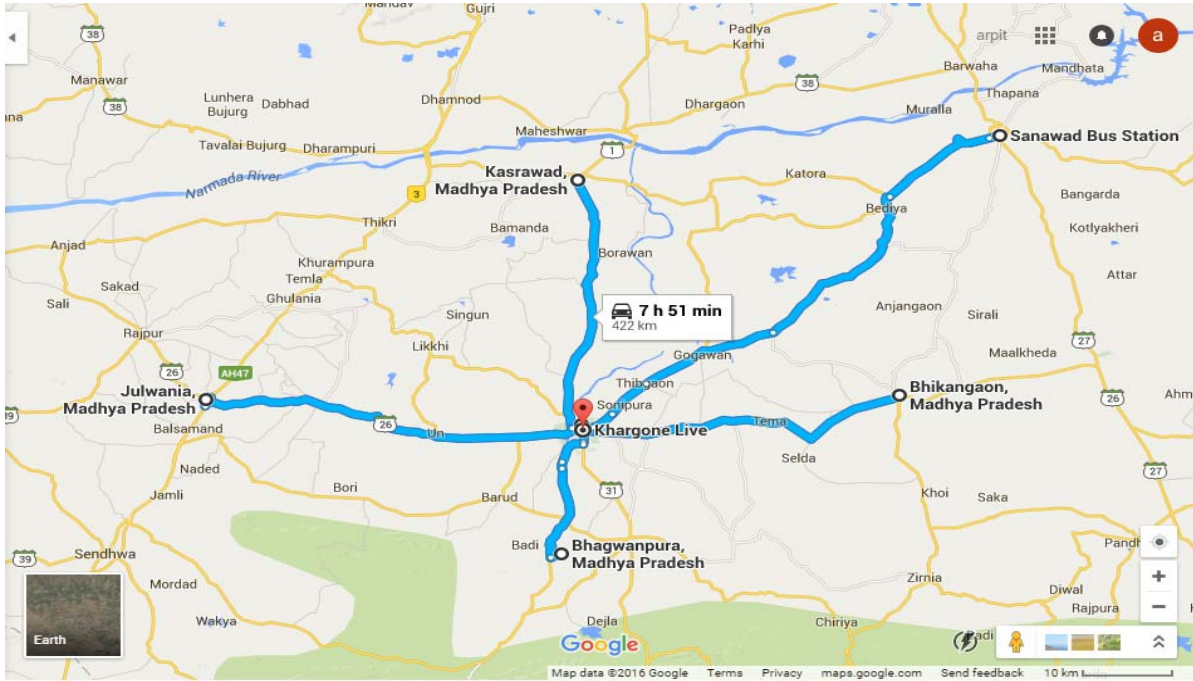 Gujri
38
Padlya
Karhi
arpit
a
Manawar
38
Lunhera
Bujurg
Dabhad
Dhamnod
Dhargaon
38
Barwaha
Mandhata
Thapana
Muralla
Maheshwar
1
Sanawad Bus Station
Tavalai Bujurg
Dharampuri
Narmada River
3
Kasrawad,
Madhya Pradesh
Katora
Bediya
Bangarda
Thikri
Bamanda
Kotlyakheri
Anjad
Khurampura
Temla
Borawan
Attar
Sakad
Sali
Ghulania
Singun
7 h 51 min
422 km
Anjangaon
Sirali
Rajpur
Likkhi
Gogawan
27
Maalkheda
26
AH47
Thibgaon
Julwania,
Madhya Pradesh
Bhikangaon,
Madhya Pradesh
26
Sonipura
Balsamand
26
Un
Khargone Live
Tema
Selda
27
Naded
Jamli
Bori
Barud
31
Khoi
Saka
Sendhwa
39
Badi
Bhagwanpura,
Madhya Pradesh
Mordad
Zirnia
Wakya
Dejla
Chiriya
Rajpura
Earth
Google
Map data ©2016 Google
Terms
Privacy
maps.google.com
Send feedback
10 km